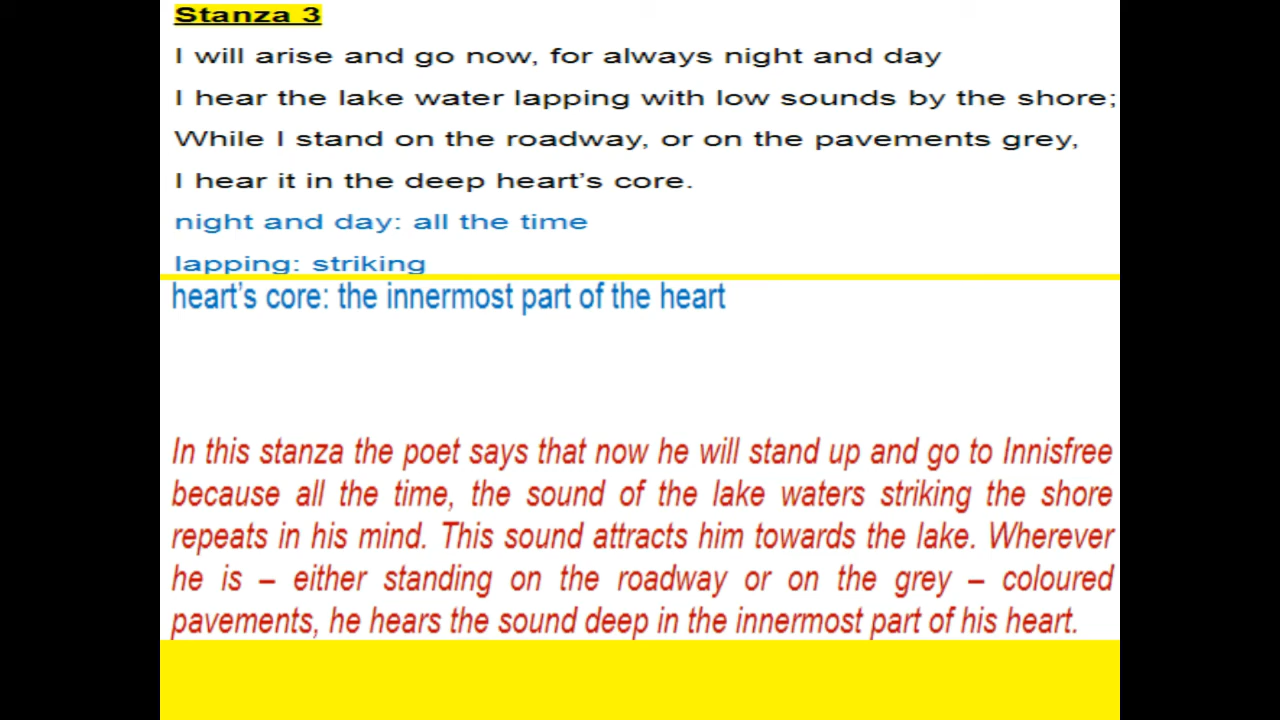 Stanza 3
I will arise and go now, for always night and day
I hear the lake water lapping with low sounds by the shore;
While I stand on the roadway, or on the pavements grey,
I hear it in the deep heart’s core.
night and day: all the time
lapping: striking
heart’s core: the innermost part of the heart
In this stanza the poet says that now he will stand up and go to Innisfree
because all the time, the sound of the lake waters striking the shore
repeats in his mind. This sound attracts him towards the lake. Wherever
he is – either standing on the roadway or on the grey – coloured
pavements, he hears the sound deep in the innermost part of his heart.